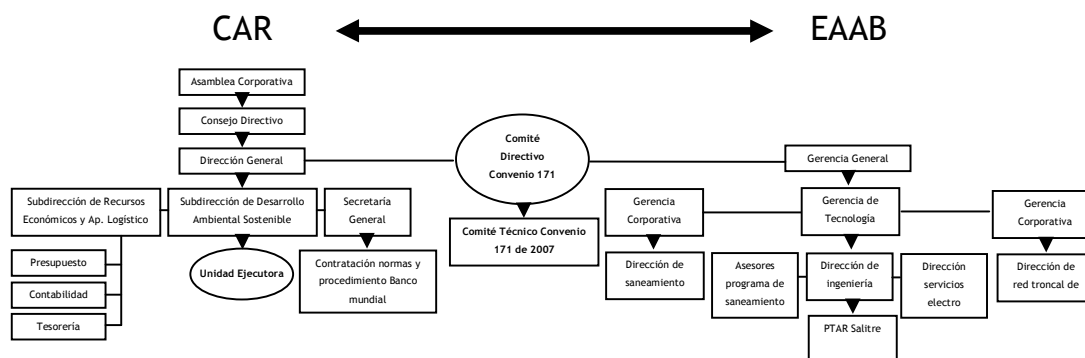 CAR
EAAB
Asamblea Corporativa
Consejo Directivo
Dirección General
Subdirección de Recursos
Económicos y Ap. Logístico
Subdirección de Desarrollo
Ambiental Sostenible
Secretaría
General
Presupuesto
Contabilidad
Tesorería
Unidad Ejecutora
Contratación normas y
procedimiento Banco
mundial
Comité
Directivo
Convenio 171
Comité Técnico Convenio
171 de 2007
Gerencia General
Gerencia
Corporativa
Gerencia de
Tecnología
Gerencia
Corporativa
Dirección de
saneamiento
Asesores
programa de
saneamiento
Dirección de
ingeniería
Dirección
servicios
electro
Dirección de
red troncal de
PTAR Salitre